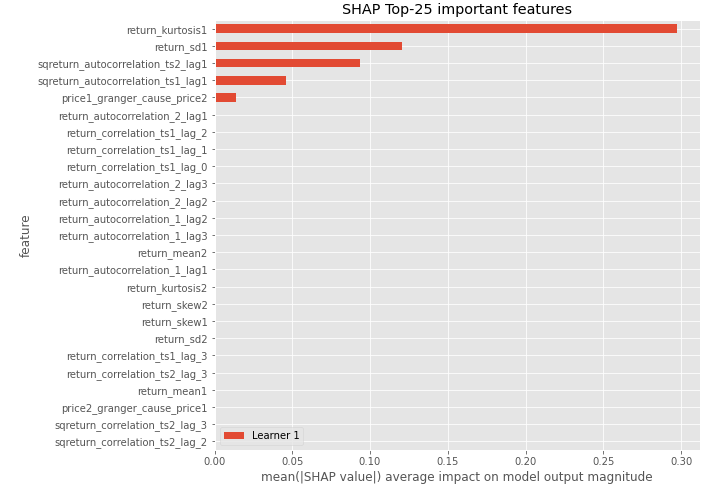 SHAP Top-25 important features
return_kurtosis1
return_sd1
sqreturn_autocorrelation_ts2_lag1
sqreturn_autocorrelation_ts1_lag1
price1_granger_cause_price2
return_autocorrelation_2_lag1
return_correlation_ts1_lag_2
return_correlation_ts1_lag_1
return_correlation_ts1_lag_0
return_autocorrelation_2_lag3
return_autocorrelation_2_lag2
return_autocorrelation_1_lag2
return_autocorrelation_1_lag3
return_mean2
return_autocorrelation_1_lag1
return_kurtosis2
return_skew2
return_skew1
return_sd2
return_correlation_ts1_lag_3
return_correlation_ts2_lag_3
return_mean1
price2_granger_cause_price1
sqreturn_correlation_ts2_lag_3
sqreturn_correlation_ts2_lag_2
feature
Learner 1
0.00 0.05 0.10 0.15 0.20 0.25 0.30
mean(|SHAP value|) average impact on model output magnitude